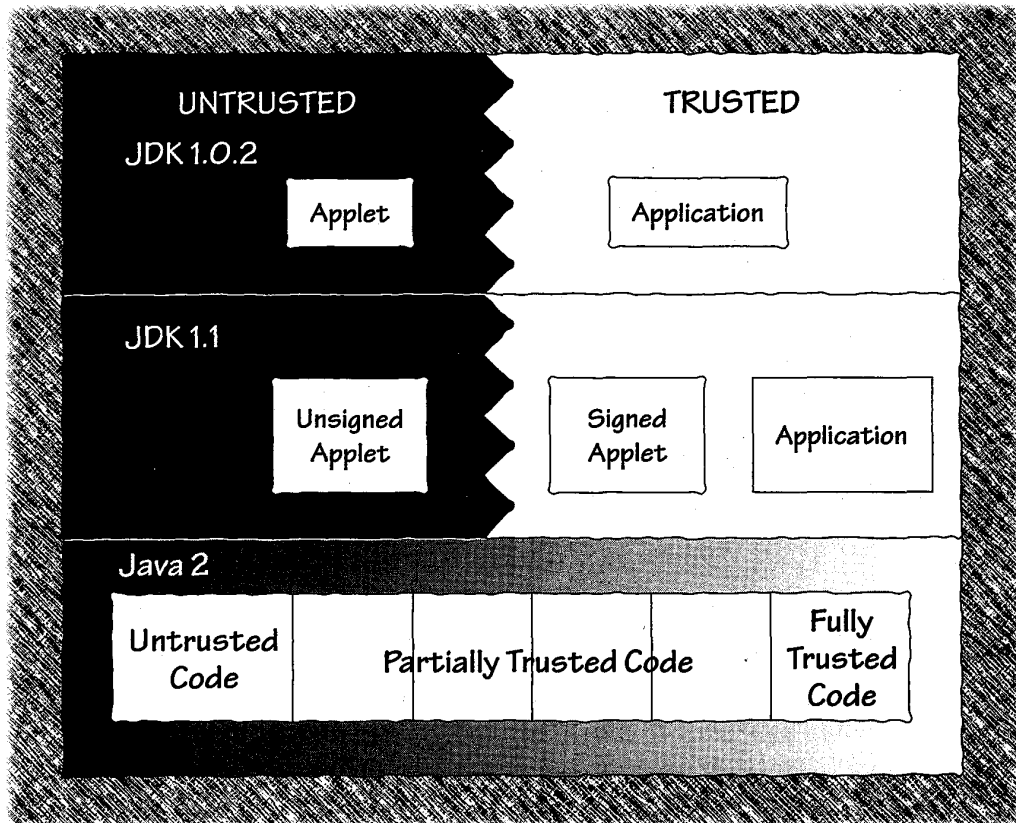 UNTRUSTED
TRUSTED
JDK 1.0.2
Applet
Application
JDK 1.1
Unsigned
Applet
Signed
Applet
Application
Java 2
Untrusted
Code
Partially Trusted Code
Fully
Trusted
Code